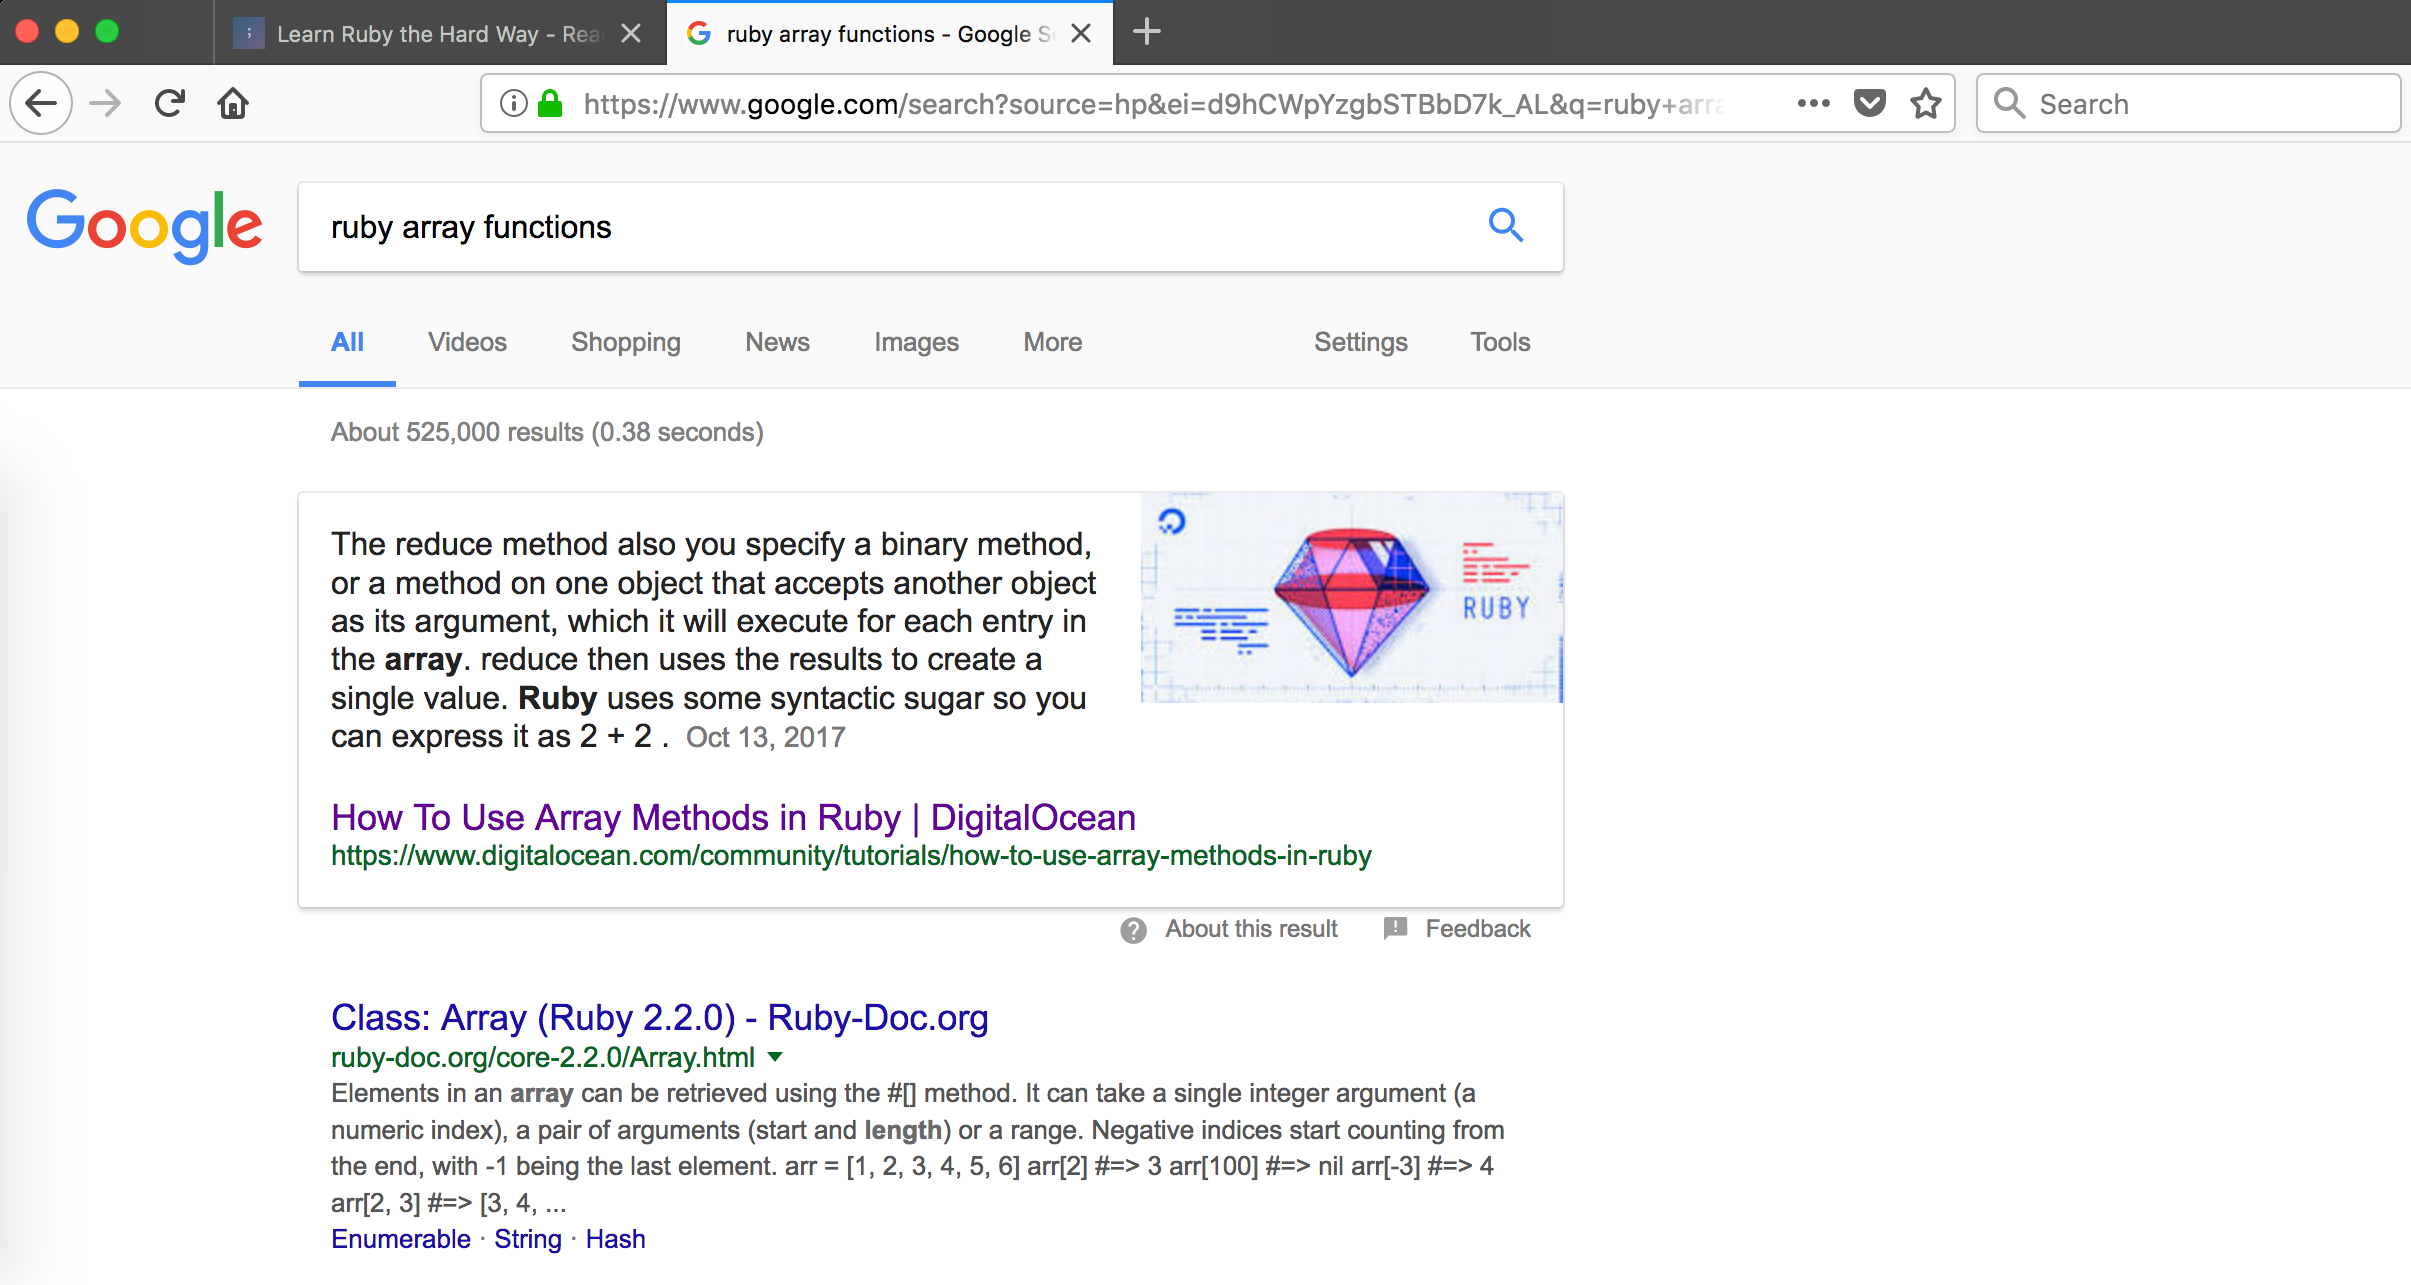 Learn Ruby the Hard Way - Rea
ruby array functions - Google S
https://www.google.com/search?source=hp&ei=d9hCWpYzgbSTBbD7k_AL&q=ruby+arra
Search
Google
ruby array functions
All Videos Shopping News Images More Settings Tools
About 525,000 results (0.38 seconds)
The reduce method also you specify a binary method,
or a method on one object that accepts another object
as its argument, which it will execute for each entry in
the array. reduce then uses the results to create a
single value. Ruby uses some syntactic sugar so you
can express it as 2 + 2 . Oct 13, 2017
RUBY
How To Use Array Methods in Ruby | DigitalOcean
https://www.digitalocean.com/community/tutorials/how-to-use-array-methods-in-ruby
About this result Feedback
Class: Array (Ruby 2.2.0) - Ruby-Doc.org
ruby-doc.org/core-2.2.0/Array.html
Elements in an array can be retrieved using the #[] method. It can take a single integer argument (a
numeric index), a pair of arguments (start and length) or a range. Negative indices start counting from
the end, with -1 being the last element. arr = [1, 2, 3, 4, 5, 6] arr[2] #=> 3 arr[100] #=> nil arr[-3] #=> 4
arr[2, 3] #=> [3, 4, ...
Enumerable · String · Hash